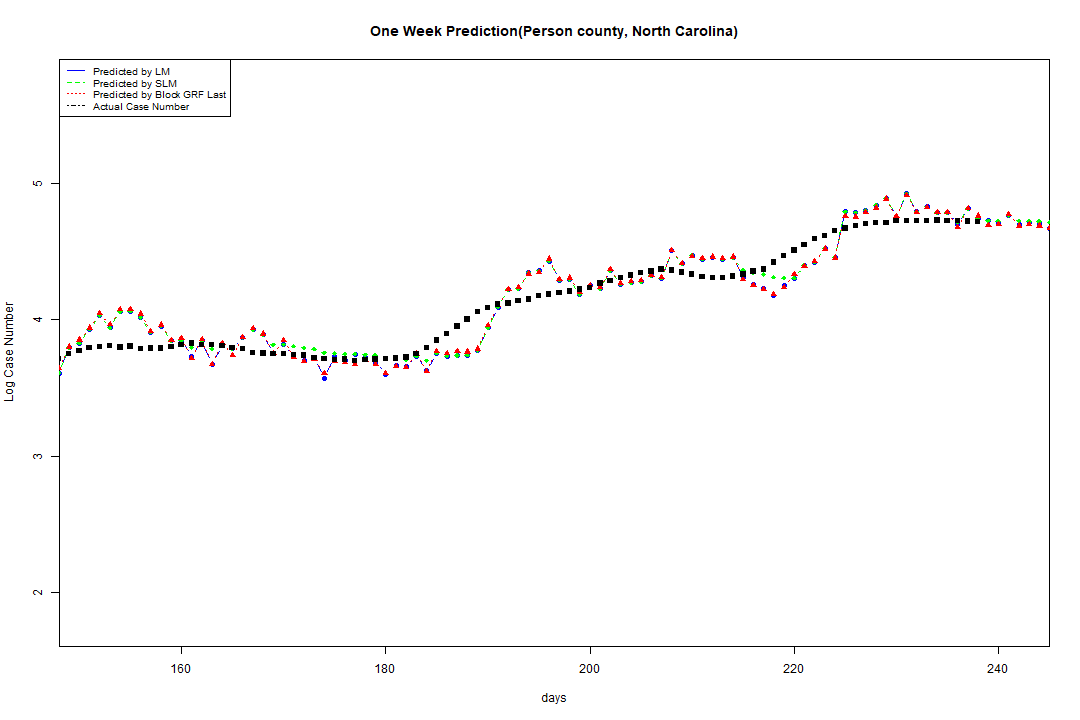 One Week Prediction(Person county, North Carolina)
Predicted by LM
Predicted by SLM
Predicted by Block GRF Last
Actual Case Number
5
4
3
2
Log Case Number
160 180 200 220 240
days